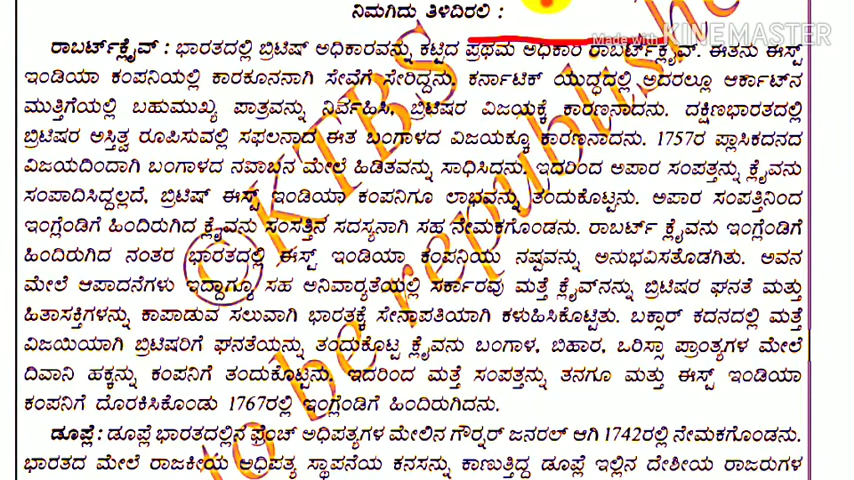 ನಿಮಗಿದು ತಿಳಿದಿರಲಿ :
Made with KINEMASTER
ರಾಬರ್ಟ್‌ಕ್ಲೈವ್ : ಭಾರತದಲ್ಲಿ ಬ್ರಿಟಿಷ್ ಅಧಿಕಾರವನ್ನು ಕಟ್ಟಿದ ಪ್ರಥಮ ಅಧಿಕಾರಿ ರಾಬರ್ಟ್‌ಕ್ಲೈವ್. ಈತನು ಈಸ್ಟ್
ಇಂಡಿಯಾ ಕಂಪನಿಯಲ್ಲಿ ಕಾರಕೂನನಾಗಿ ಸೇವೆಗೆ ಸೇರಿದ್ದನು. ಕರ್ನಾಟಿಕ್ ಯುದ್ಧದಲ್ಲಿ ಅದರಲ್ಲೂ ಆರ್ಕಾಟ್‌ನ
ಮುತ್ತಿಗೆಯಲ್ಲಿ ಬಹುಮುಖ್ಯ ಪಾತ್ರವನ್ನು ನಿರ್ವಹಿಸಿ, ಬ್ರಿಟಿಷರ ವಿಜಯಕ್ಕೆ ಕಾರಣನಾದನು. ದಕ್ಷಿಣಭಾರತದಲ್ಲಿ
ಬ್ರಿಟಿಷರ ಅಸ್ತಿತ್ವ ರೂಪಿಸುವಲ್ಲಿ ಸಫಲನಾದ ಈತ ಬಂಗಾಳದ ವಿಜಯಕ್ಕೂ ಕಾರಣನಾದನು. 1757ರ ಪ್ಲಾಸಿಕದನದ
ವಿಜಯದಿಂದಾಗಿ ಬಂಗಾಳದ ನವಾಬನ ಮೇಲೆ ಹಿಡಿತವನ್ನು ಸಾಧಿಸಿದನು. ಇದರಿಂದ ಅಪಾರ ಸಂಪತ್ತನ್ನು ಕ್ಲೈವನು
ಸಂಪಾದಿಸಿದ್ದಲ್ಲದೆ, ಬ್ರಿಟಿಷ್ ಈಸ್ಟ್ ಇಂಡಿಯಾ ಕಂಪನಿಗೂ ಲಾಭವನ್ನು ತಂದುಕೊಟ್ಟನು. ಅಪಾರ ಸಂಪತ್ತಿನಿಂದ
ಇಂಗ್ಲೆಂಡಿಗೆ ಹಿಂದಿರುಗಿದ ಕ್ಲೈವನು ಸಂಸತ್ತಿನ ಸದಸ್ಯನಾಗಿ ಸಹ ನೇಮಕಗೊಂಡನು. ರಾಬರ್ಟ್ ಕ್ಲೈವನು ಇಂಗ್ಲೆಂಡಿಗೆ
ಹಿಂದಿರುಗಿದ ನಂತರ ಭಾರತದಲ್ಲಿ ಈಸ್ಟ್ ಇಂಡಿಯಾ ಕಂಪನಿಯು ನಷ್ಟವನ್ನು ಅನುಭವಿಸತೊಡಗಿತು. ಅವನ
ಮೇಲೆ ಆಪಾದನೆಗಳು ಇದ್ದಾಗ್ಯೂ ಸಹ ಅನಿವಾರ್ಯತೆಯಲ್ಲಿ ಸರ್ಕಾರವು ಮತ್ತೆ ಕ್ಲೈವ್‌ನನ್ನು ಬ್ರಿಟಿಷರ ಘನತೆ ಮತ್ತು
ಹಿತಾಸಕ್ತಿಗಳನ್ನು ಕಾಪಾಡುವ ಸಲುವಾಗಿ ಭಾರತಕ್ಕೆ ಸೇನಾಪತಿಯಾಗಿ ಕಳುಹಿಸಿಕೊಟ್ಟಿತು. ಬಕ್ಸಾರ್ ಕದನದಲ್ಲಿ ಮತ್ತೆ
ವಿಜಯಿಯಾಗಿ ಬ್ರಿಟಿಷರಿಗೆ ಘನತೆಯನ್ನು ತಂದುಕೊಟ್ಟ ಕ್ಲೈವನು ಬಂಗಾಳ, ಬಿಹಾರ, ಒರಿಸ್ಸಾ ಪ್ರಾಂತ್ಯಗಳ ಮೇಲೆ
ದಿವಾನಿ ಹಕ್ಕನ್ನು ಕಂಪನಿಗೆ ತಂದುಕೊಟ್ಟನು. ಇದರಿಂದ ಮತ್ತೆ ಸಂಪತ್ತನ್ನು ತನಗೂ ಮತ್ತು ಈಸ್ಟ್ ಇಂಡಿಯಾ
ಕಂಪನಿಗೆ ದೊರಕಿಸಿಕೊಂಡು 1767ರಲ್ಲಿ ಇಂಗ್ಲೆಂಡಿಗೆ ಹಿಂದಿರುಗಿದನು.
ಡೂಪ್ಲೆ : ಡೂಪ್ಲೆ ಭಾರತದಲ್ಲಿನ ಫ್ರೆಂಚ್ ಅಧಿಪತ್ಯಗಳ ಮೇಲಿನ ಗೌರ್ನರ್ ಜನರಲ್ ಆಗಿ 1742ರಲ್ಲಿ ನೇಮಕಗೊಂಡನು.
ಭಾರತದ ಮೇಲೆ ರಾಜಕೀಯ ಅಧಿಪತ್ಯ ಸ್ಥಾಪನೆಯ ಕನಸನ್ನು ಕಾಣುತ್ತಿದ್ದ ಡೂಪ್ಲೆ ಇಲ್ಲಿನ ದೇಶೀಯ ರಾಜರುಗಳ
© KTBS
to be republishe